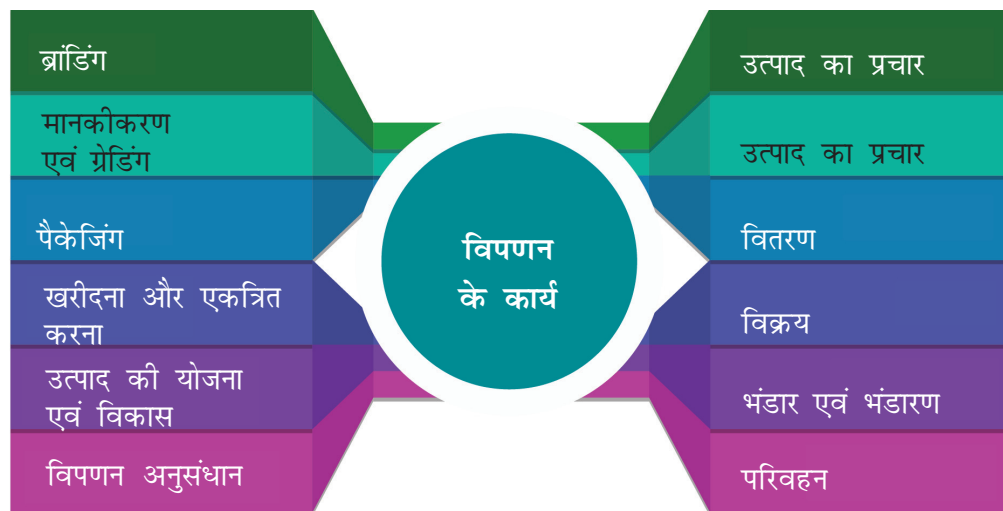 ब्रांडिंग
मानकीकरण
एवं ग्रेडिंग
पैकेजिंग
खरीदना और एकत्रित
करना
उत्पाद की योजना
एवं विकास
विपणन अनुसंधान
विपणन
के कार्य
उत्पाद का प्रचार
उत्पाद का प्रचार
वितरण
विक्रय
भंडार एवं भंडारण
परिवहन